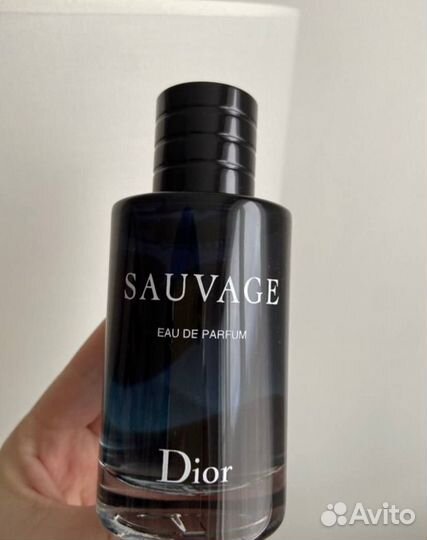 SAUVAGE
EAU DE PARFUM
Dior
Avito